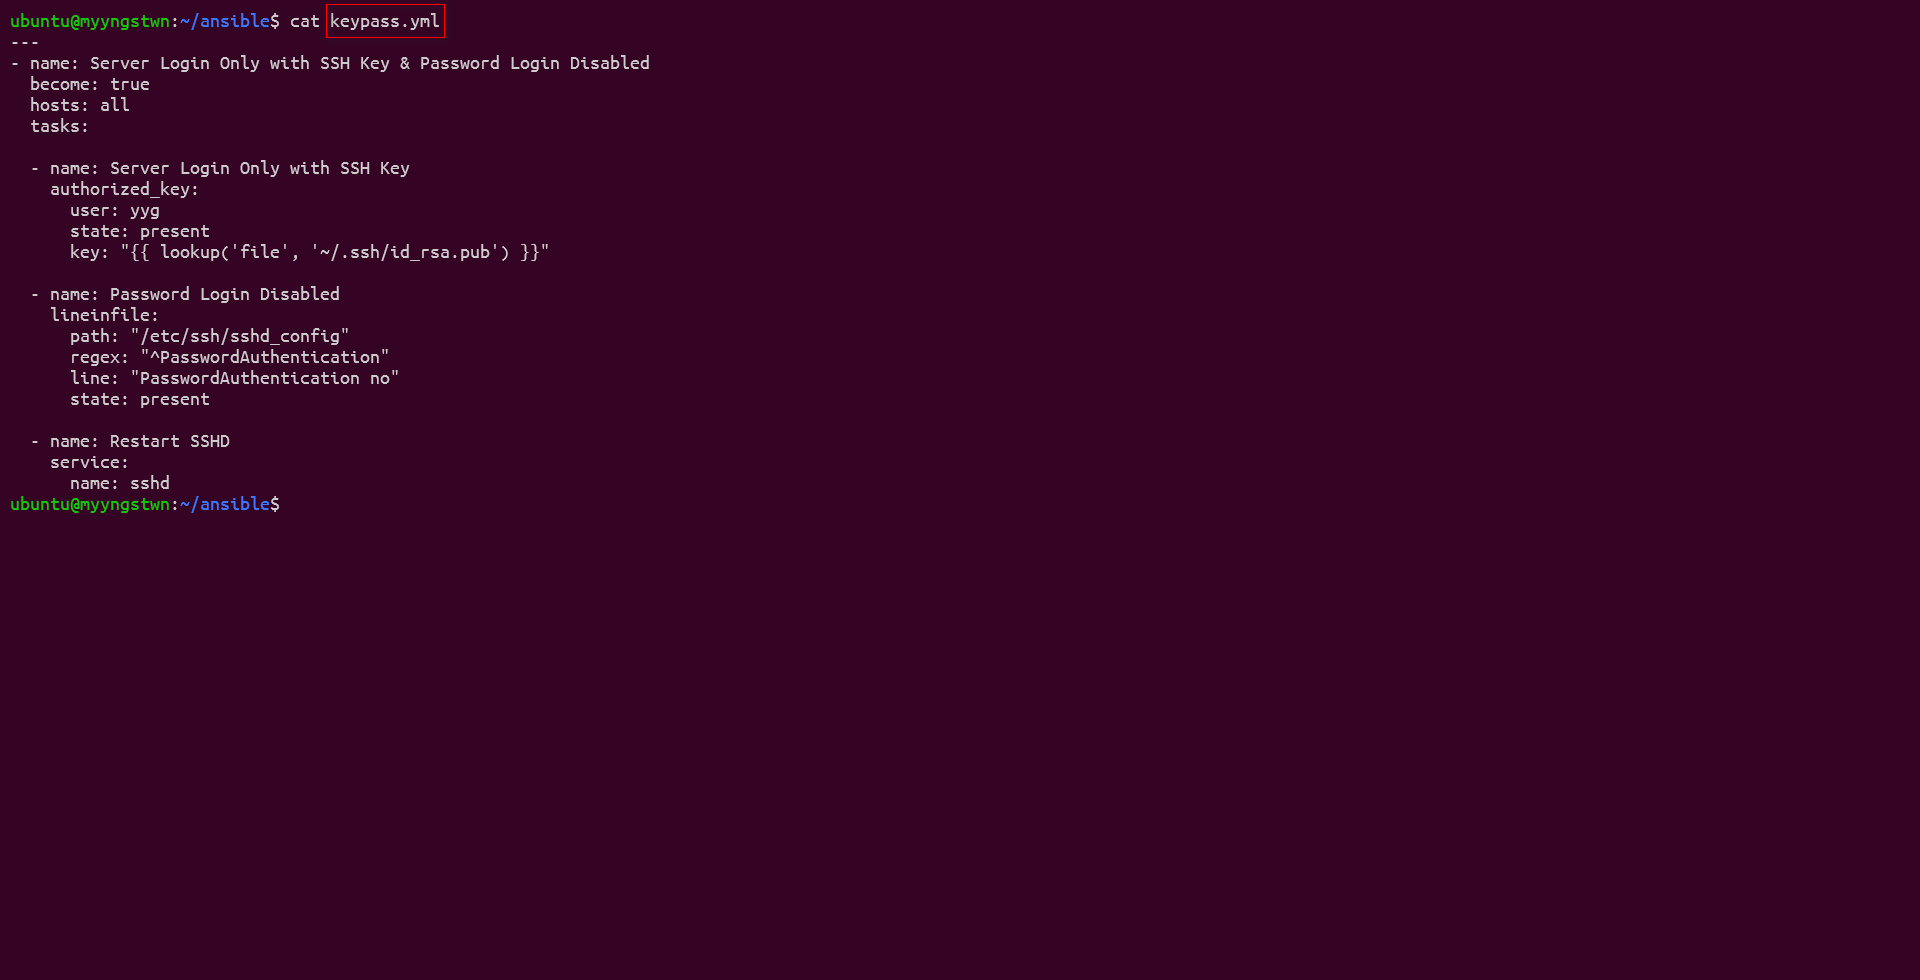 ubuntu@myyngstwn:~/ansible$ cat keypass.yml
---
- name: Server Login Only with SSH Key & Password Login Disabled
  become: true
  hosts: all
  tasks:

  - name: Server Login Only with SSH Key
    authorized_key:
      user: yyg
      state: present
      key: "{{ lookup('file', '~/.ssh/id_rsa.pub') }}"

  - name: Password Login Disabled
    lineinfile:
      path: "/etc/ssh/sshd_config"
      regex: "^PasswordAuthentication"
      line: "PasswordAuthentication no"
      state: present

  - name: Restart SSHD
    service:
      name: sshd
ubuntu@myyngstwn:~/ansible$